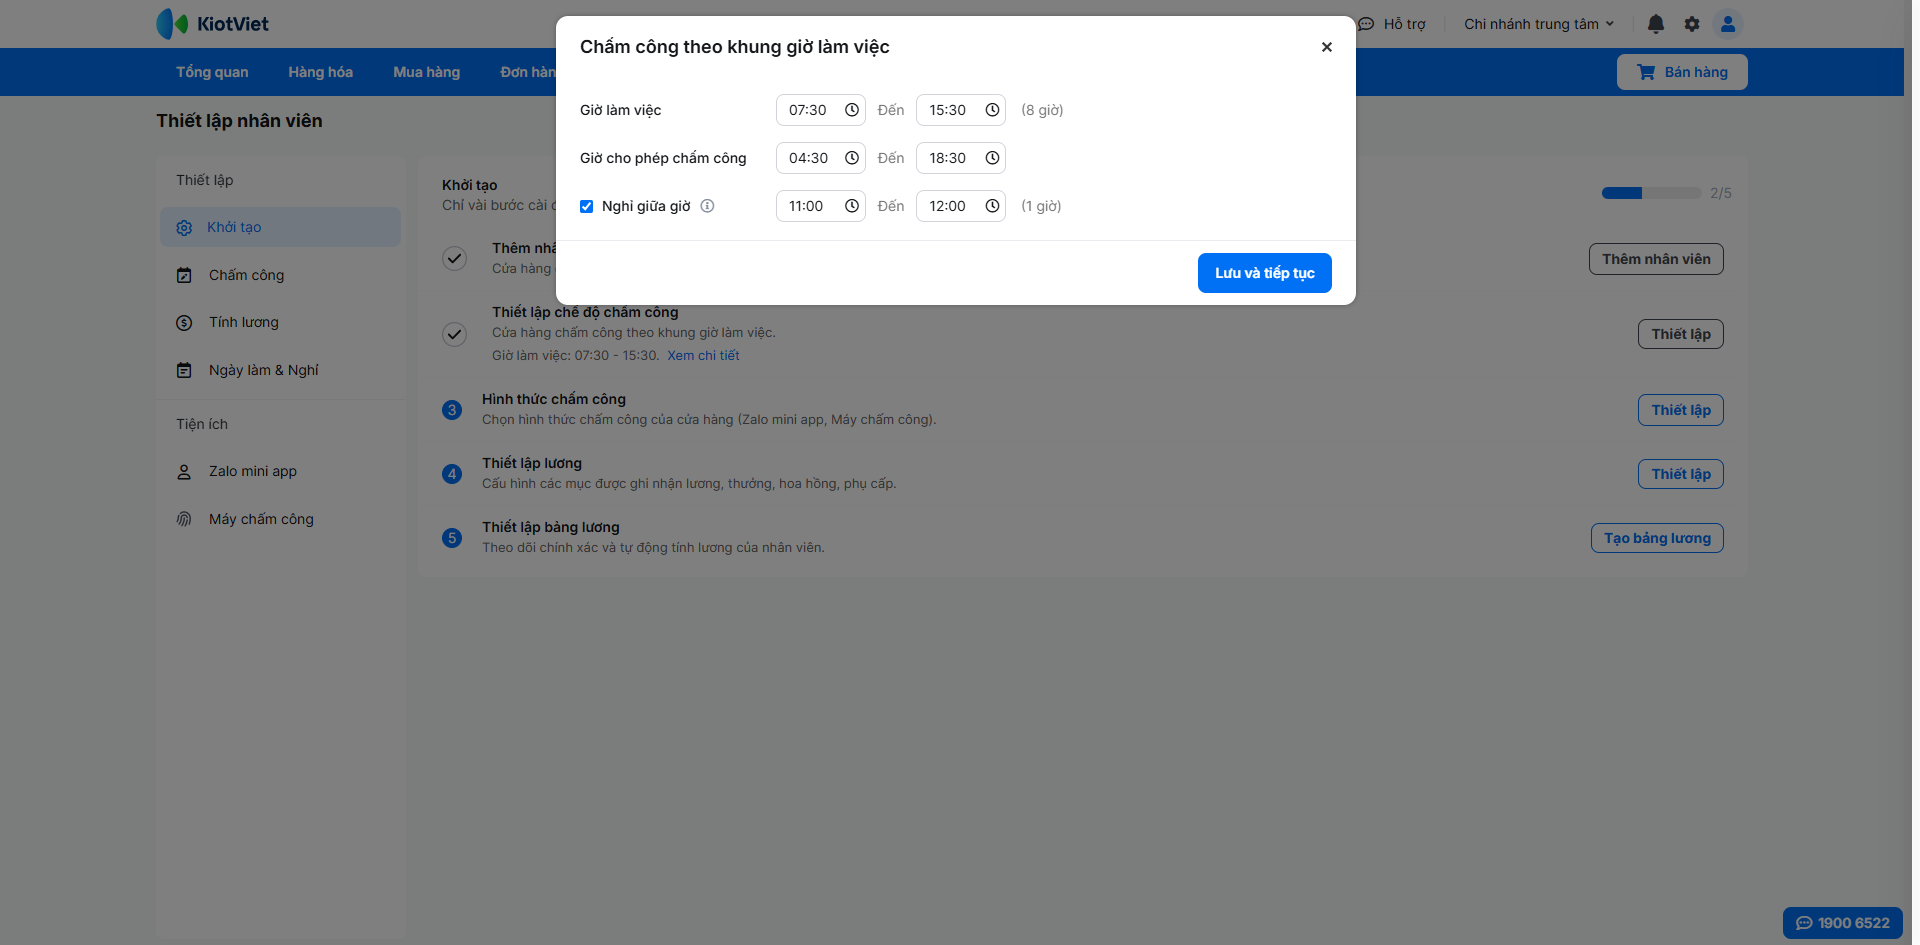 KiotViet
Hỗ trợ
Chi nhánh trung tâm
Tổng quan
Hàng hóa
Mua hàng
Đơn hàn
Bán hàng
Chấm công theo khung giờ làm việc
Giờ làm việc 07:30 Đến 15:30 (8 giờ)
Giờ cho phép chấm công 04:30 Đến 18:30
Nghỉ giữa giờ 11:00 Đến 12:00 (1 giờ)
Lưu và tiếp tục
Thiết lập nhân viên
Thiết lập
Khởi tạo
Chấm công
Tính lương
Ngày làm & Nghỉ
Tiện ích
Zalo mini app
Máy chấm công
Khởi tạo
Chỉ vài bước cài
2/5
Thêm nhâ
Cửa hàng
Thêm nhân viên
Thiết lập chế độ chấm công
Cửa hàng chấm công theo khung giờ làm việc.
Giờ làm việc: 07:30 - 15:30. Xem chi tiết
Thiết lập
3
Hình thức chấm công
Chọn hình thức chấm công của cửa hàng (Zalo mini app, Máy chấm công).
Thiết lập
4
Thiết lập lương
Cấu hình các mục được ghi nhận lương, thưởng, hoa hồng, phụ cấp.
Thiết lập
5
Thiết lập bảng lương
Theo dõi chính xác và tự động tính lương của nhân viên.
Tạo bảng lương
1900 6522